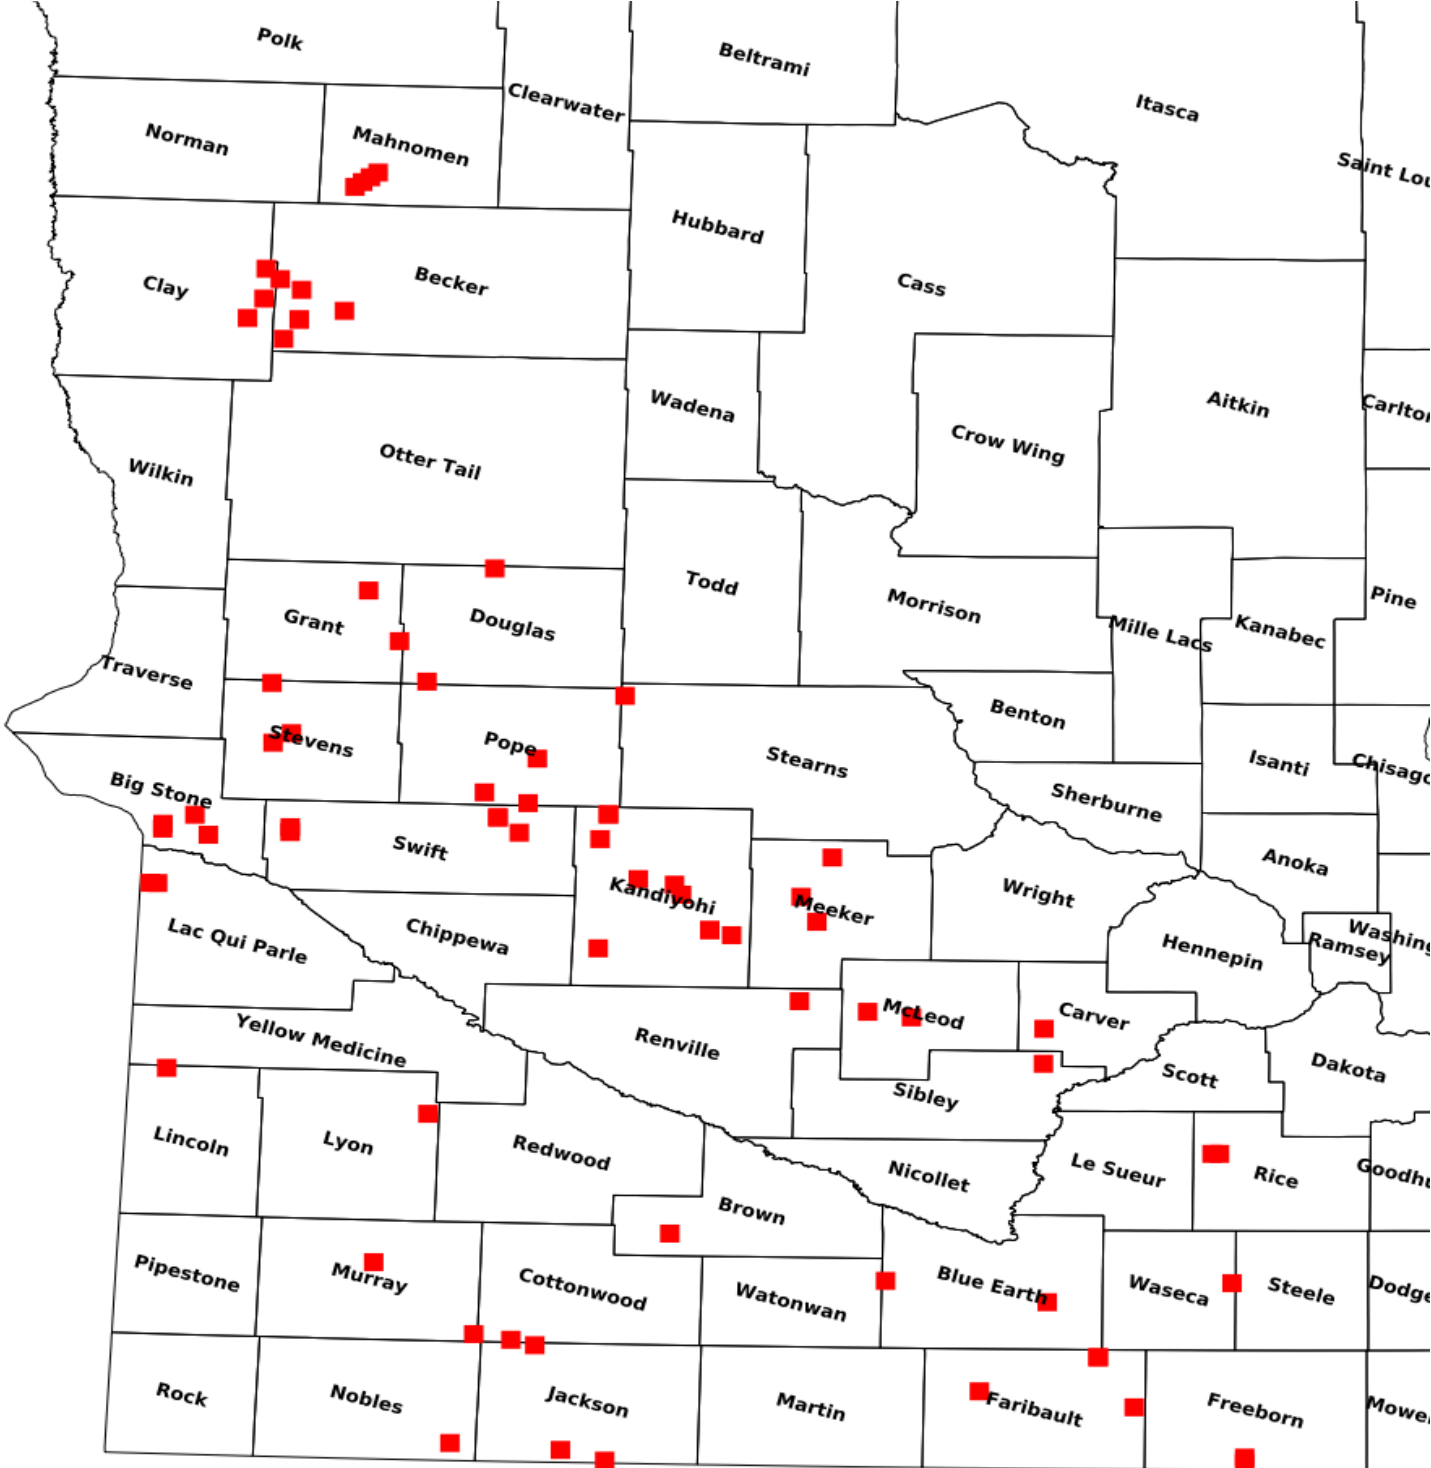 Polk
Beltrami
Clearwater
Itasca
Norman
Mahnomen
Saint Lou
Hubbard
Clay
Becker
Cass
Wadena
Aitkin
Carlton
Crow Wing
Otter Tail
Wilkin
Todd
Morrison
Pine
Grant
Douglas
Mille Lacs
Kanabec
Traverse
Benton
Stevens
Pope
Stearns
Isanti
Chisago
Big Stone
Sherburne
Swift
Anoka
Kandiyohi
Meeker
Wright
Lac Qui Parle
Chippewa
Hennepin
Ramsey
Washing
McLeod
Carver
Yellow Medicine
Renville
Dakota
Scott
Sibley
Lincoln
Lyon
Redwood
Nicollet
Le Sueur
Rice
Goodhu
Brown
Pipestone
Murray
Cottonwood
Watonwan
Blue Earth
Waseca
Steele
Dodge
Rock
Nobles
Jackson
Martin
Faribault
Freeborn
Mower